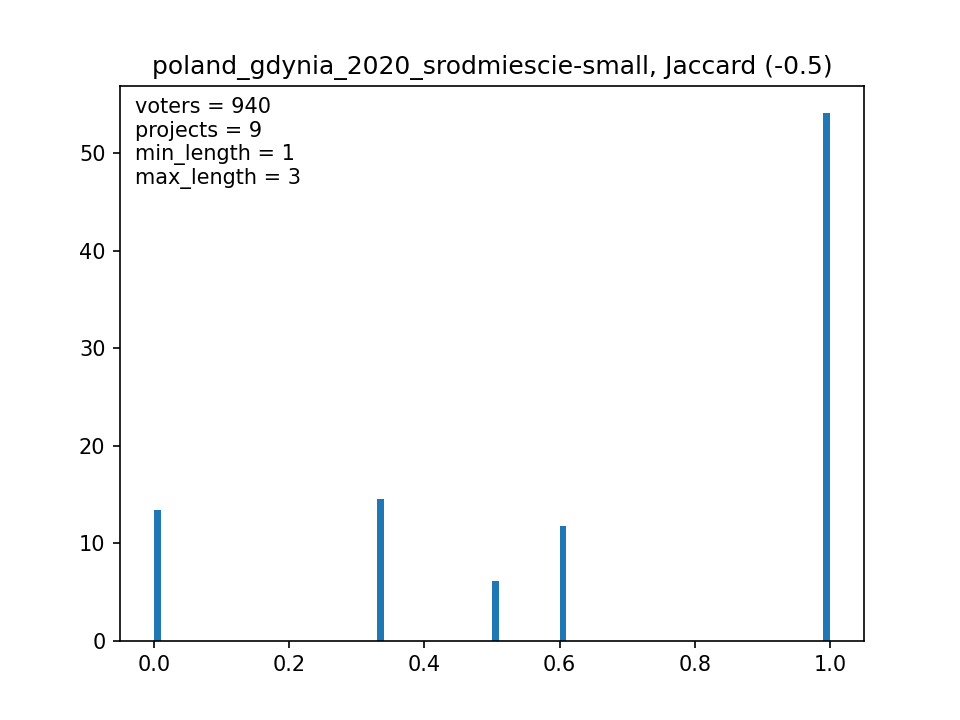 poland_gdynia_2020_srodmiescie-small, Jaccard (-0.5)
voters = 940
projects = 9
min_length = 1
max_length = 3
50
40
30
20
10
0
0.0 0.2 0.4 0.6 0.8 1.0